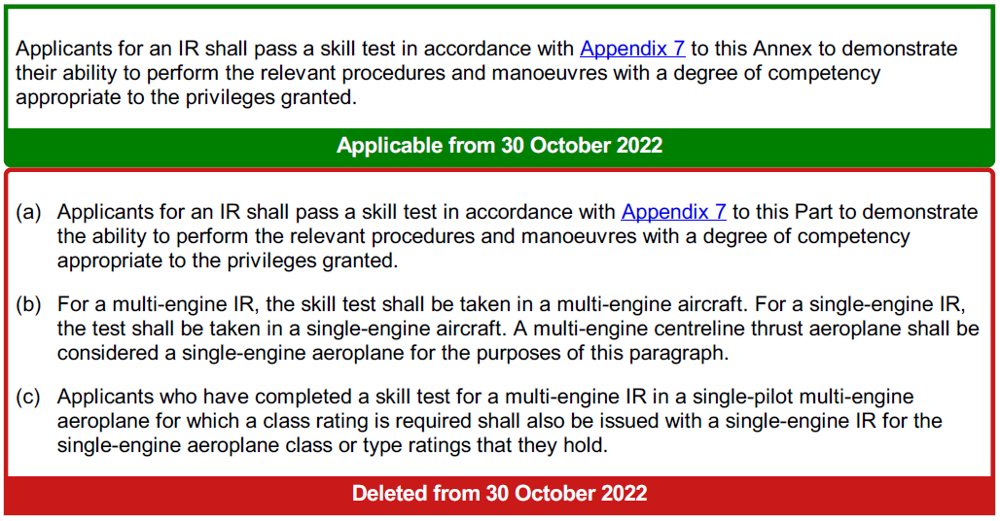 Applicants for an IR shall pass a skill test in accordance with Appendix 7 to this Annex to demonstrate
their ability to perform the relevant procedures and manoeuvres with a degree of competency
appropriate to the privileges granted.
Applicable from 30 October 2022
(a) Applicants for an IR shall pass a skill test in accordance with Appendix 7 to this Part to demonstrate
the ability to perform the relevant procedures and manoeuvres with a degree of competency
appropriate to the privileges granted.
(b) For a multi-engine IR, the skill test shall be taken in a multi-engine aircraft. For a single-engine IR,
the test shall be taken in a single-engine aircraft. A multi-engine centreline thrust aeroplane shall be
considered a single-engine aeroplane for the purposes of this paragraph.
(c) Applicants who have completed a skill test for a multi-engine IR in a single-pilot multi-engine
aeroplane for which a class rating is required shall also be issued with a single-engine IR for the
single-engine aeroplane class or type ratings that they hold.
Deleted from 30 October 2022